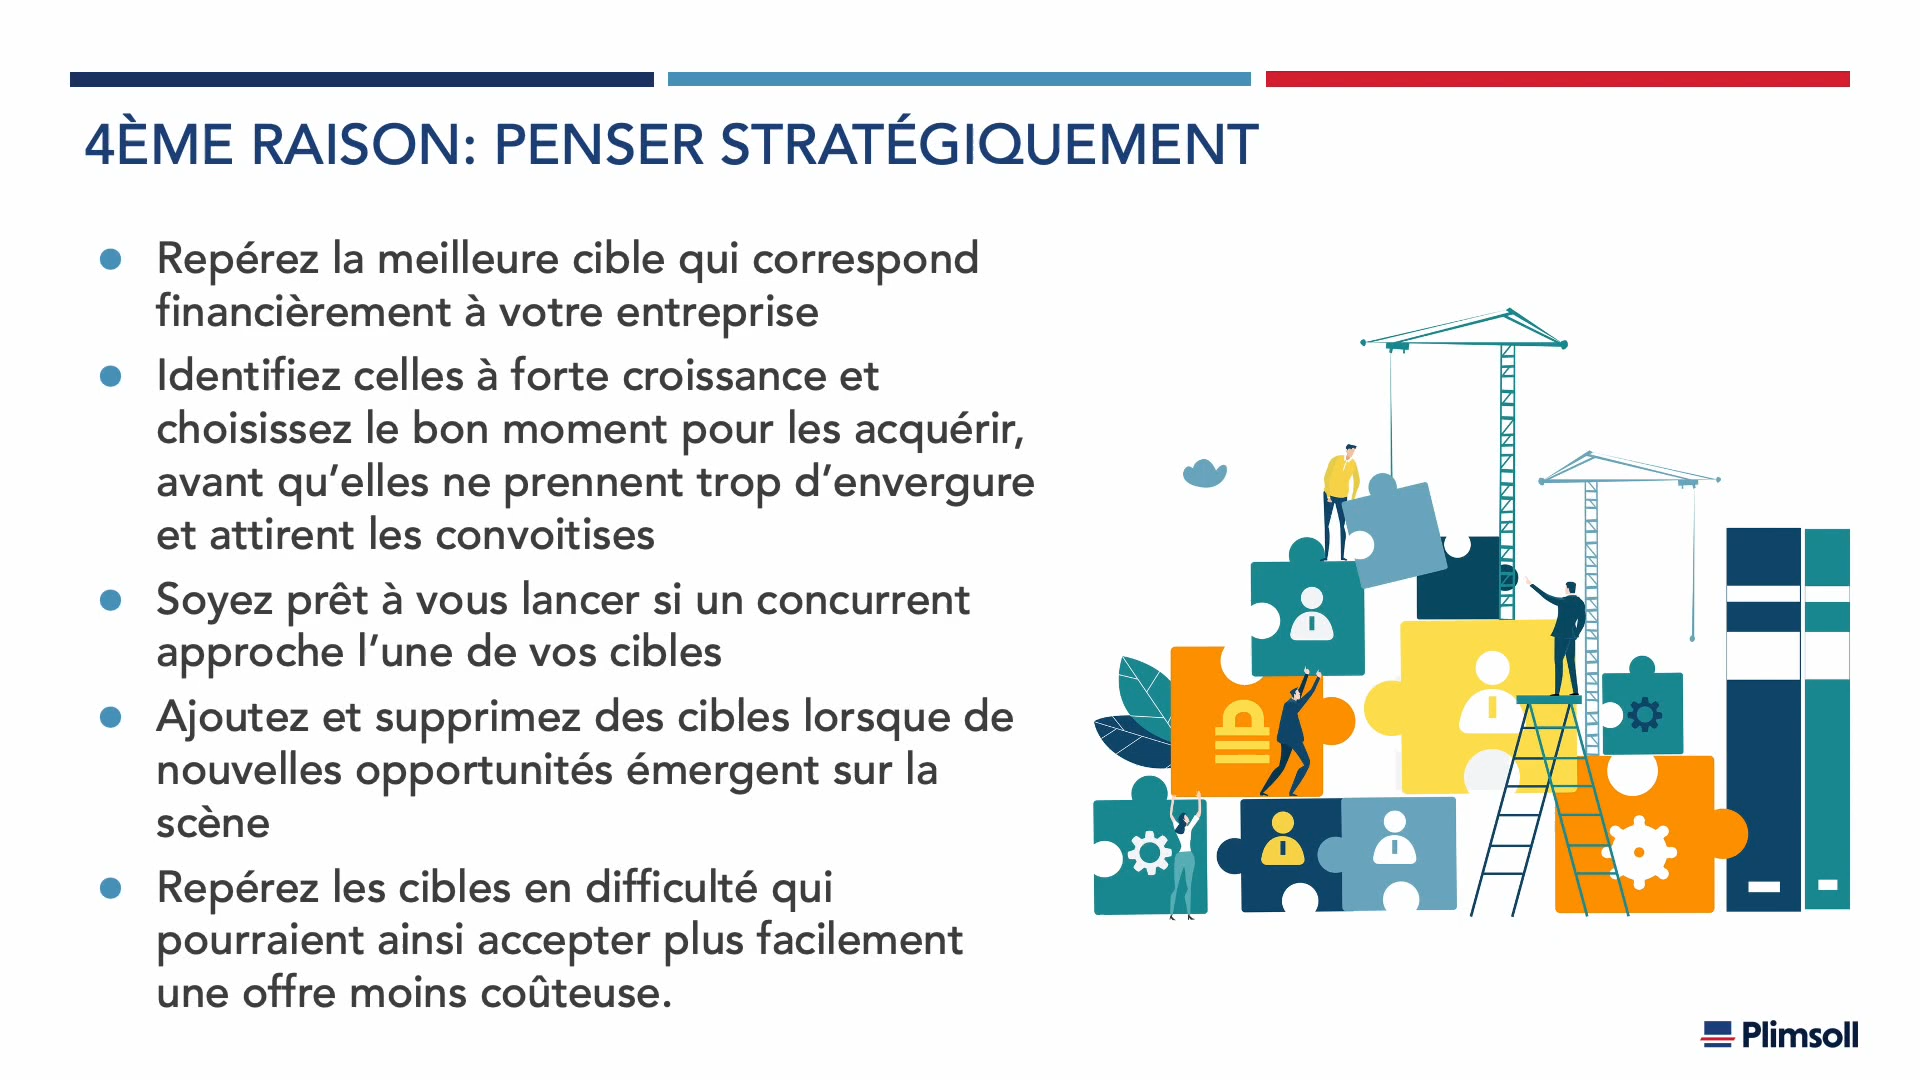 4ÈME RAISON: PENSER STRATÉGIQUEMENT
● Repérez la meilleure cible qui correspond
financièrement à votre entreprise
● Identifiez celles à forte croissance et
choisissez le bon moment pour les acquérir,
avant qu’elles ne prennent trop d’envergure
et attirent les convoitises
● Soyez prêt à vous lancer si un concurrent
approche l’une de vos cibles
● Ajoutez et supprimez des cibles lorsque de
nouvelles opportunités émergent sur la
scène
● Repérez les cibles en difficulté qui
pourraient ainsi accepter plus facilement
une offre moins coûteuse.
Plimsoll